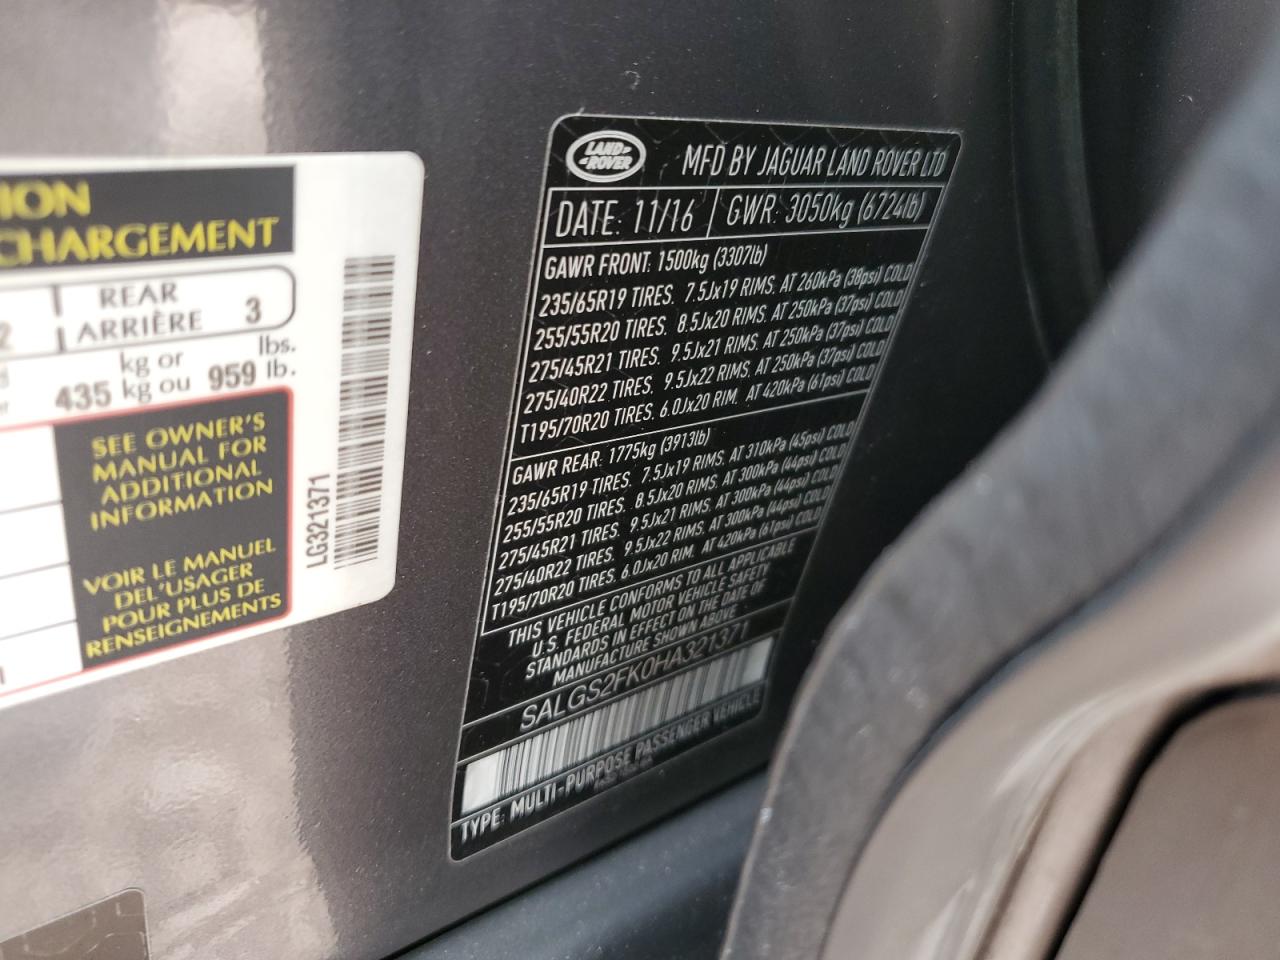 ION
CHARGEMENT
REAR
ARRIÈRE 3
2
kg or lbs.
435 kg ou 959 lb.
SEE OWNER'S
MANUAL FOR
ADDITIONAL
INFORMATION
VOIR LE MANUEL
DEL'USAGER
POUR PLUS DE
RENSEIGNEMENTS
LG321371
LAND
ROVER
MFD BY JAGUAR LAND ROVER LTD
DATE: 11/16 GWR: 3050kg (6724lb)
GAWR FRONT: 1500kg (3307lb)
235/65R19 TIRES. 7.5Jx19 RIMS. AT 260kPa (38psi) COLD
255/55R20 TIRES. 8.5Jx20 RIMS. AT 250kPa (37psi) COLD
275/45R21 TIRES. 9.5Jx21 RIMS. AT 250kPa (37psi) COLD
275/40R22 TIRES. 9.5Jx22 RIMS. AT 250kPa (37psi) COLD
T195/70R20 TIRES. 6.0Jx20 RIM. AT 420kPa (61psi) COLD
GAWR REAR: 1775kg (3913lb)
235/65R19 TIRES. 7.5Jx19 RIMS. AT 310kPa (45psi) COLD
255/55R20 TIRES. 8.5Jx20 RIMS. AT 300kPa (44psi) COLD
275/45R21 TIRES. 9.5Jx21 RIMS. AT 300kPa (44psi) COLD
275/40R22 TIRES. 9.5Jx22 RIMS. AT 300kPa (44psi) COLD
T195/70R20 TIRES. 6.0Jx20 RIM. AT 420kPa (61psi) COLD
THIS VEHICLE CONFORMS TO ALL APPLICABLE
U.S. FEDERAL MOTOR VEHICLE SAFETY
STANDARDS IN EFFECT ON THE DATE OF
MANUFACTURE SHOWN ABOVE.
SALGS2FK0HA321371
TYPE: MULTI-PURPOSE PASSENGER VEHICLE